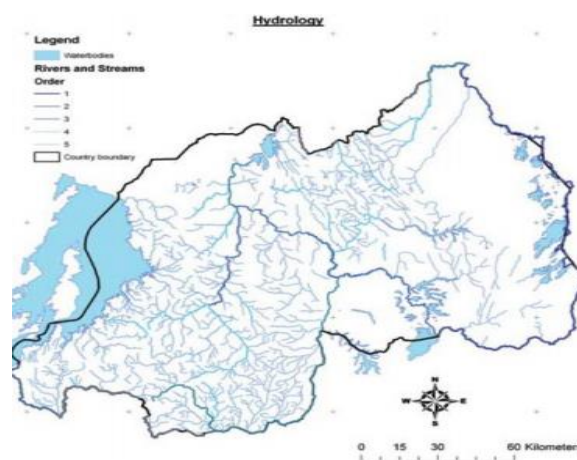 Hydrology
Legend
Waterbodies
Rivers and Streams
Order
1
2
3
4
5
Country boundary
N
W E
S
0 15 30 60 Kilometer